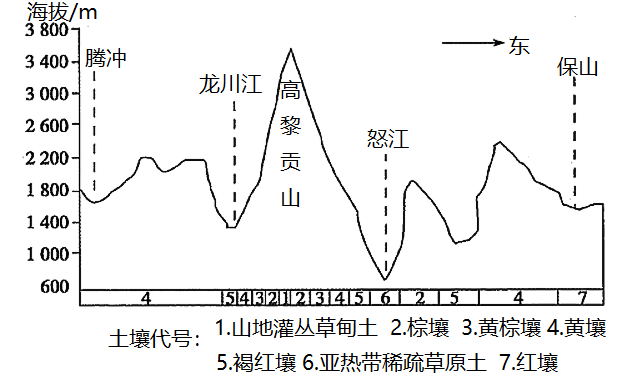 海拔/m
3 800
3 400
3 000
2 600
2 200
1 800
1 400
1 000
600
腾冲
龙川江
高黎贡山
怒江
东
保山
4 5 4 3 2 1 2 3 4 5 6 2 5 4 7
土壤代号：1.山地灌丛草甸土 2.棕壤 3.黄棕壤 4.黄壤
5.褐红壤 6.亚热带稀疏草原土 7.红壤